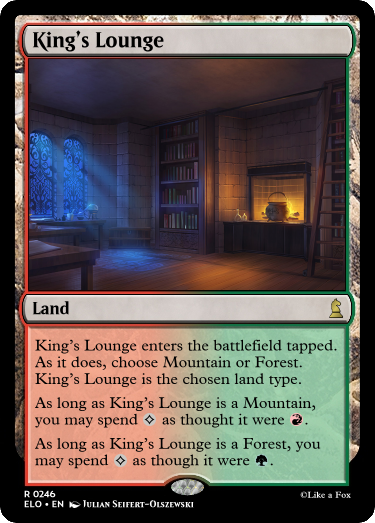 King's Lounge
Land
King's Lounge enters the battlefield tapped.
As it does, choose Mountain or Forest.
King's Lounge is the chosen land type.
As long as King's Lounge is a Mountain,
you may spend as thought it were .
As long as King's Lounge is a Forest, you
may spend as though it were .
R 0246
ELO • EN Julian Seifert-Olszewski
©Like a Fox